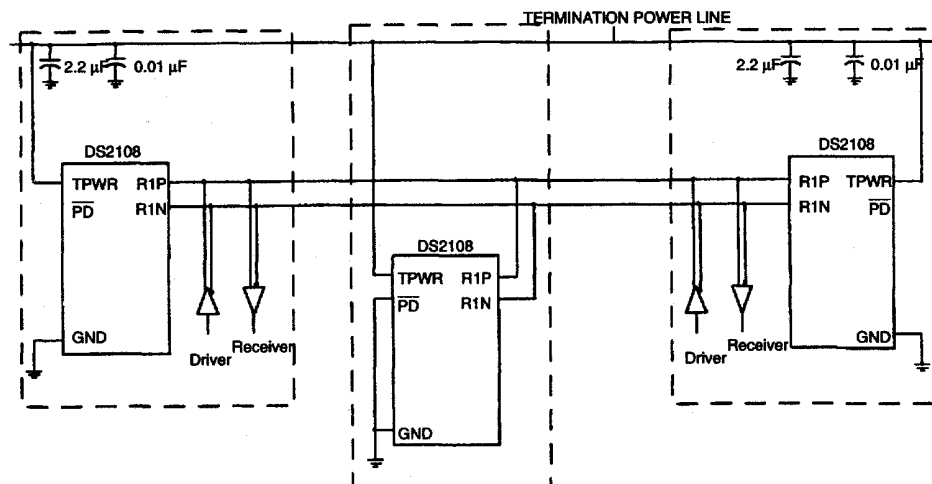 TERMINATION POWER LINE
2.2 µF
0.01 µF
2.2 µF
0.01 µF
DS2108
TPWR R1P
PD R1N
GND
Driver
Receiver
DS2108
TPWR R1P
PD R1N
GND
DS2108
R1P TPWR
R1N PD
GND
Driver
Receiver